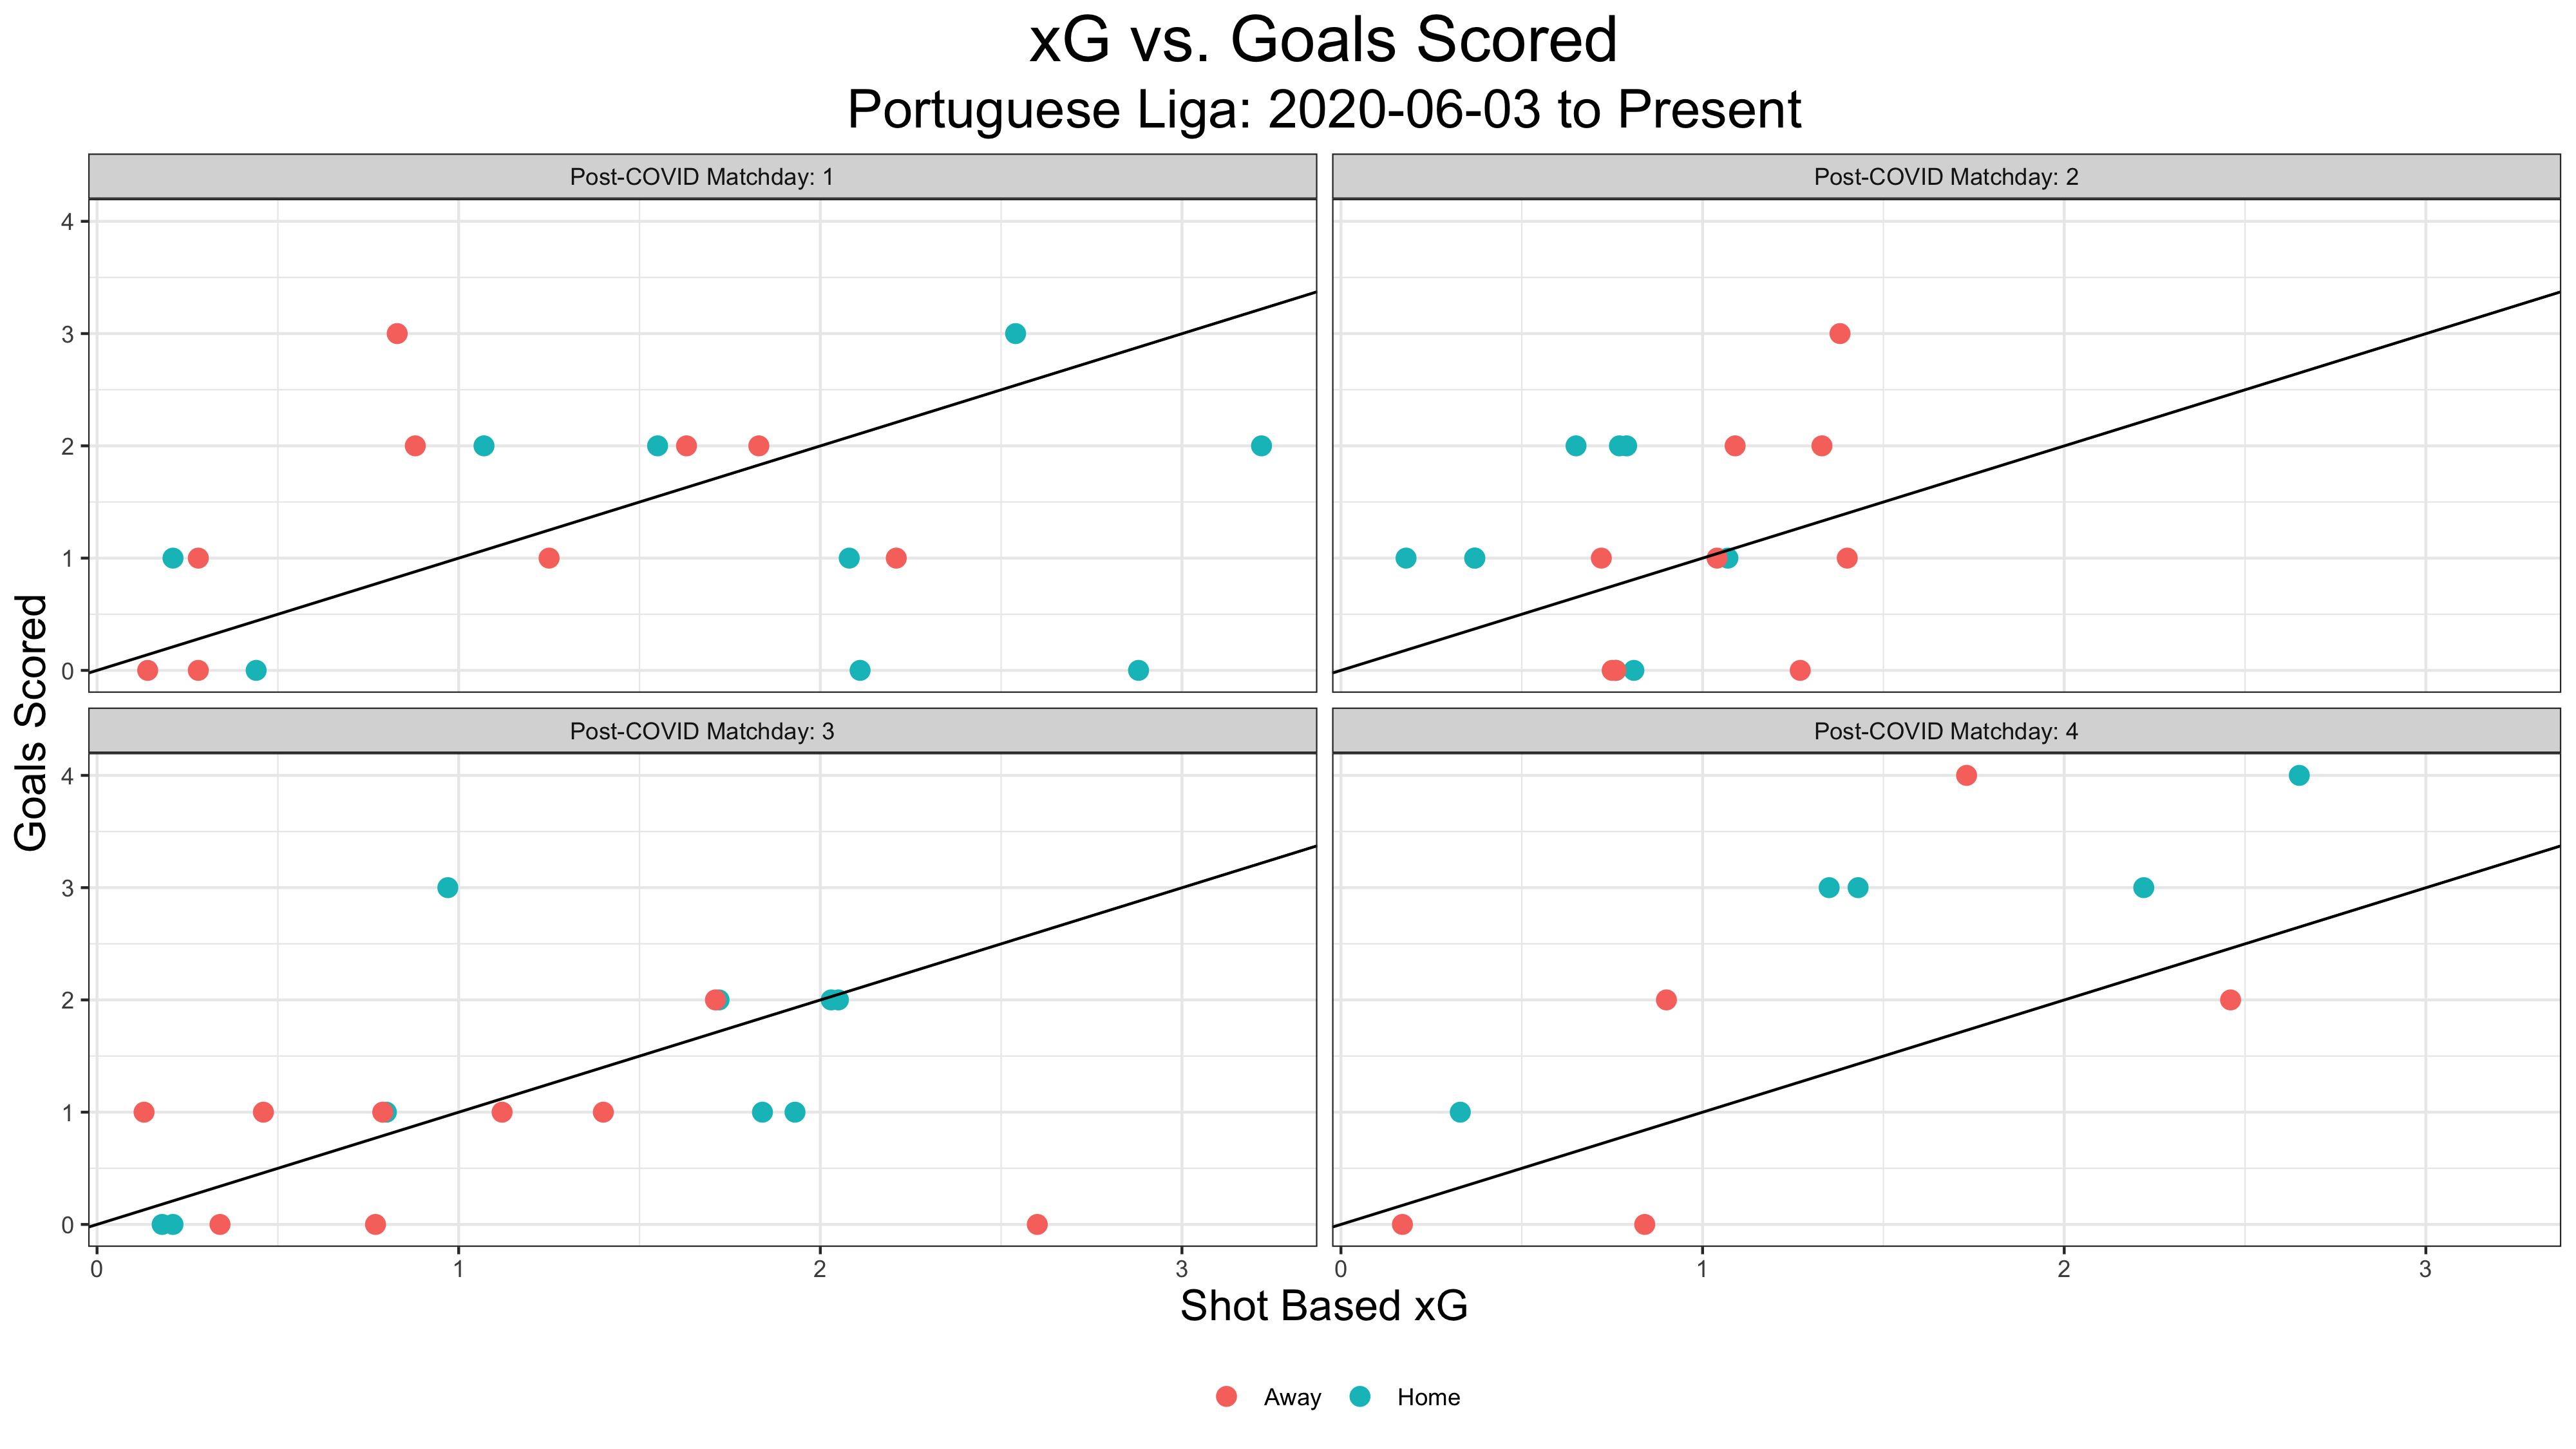 xG vs. Goals Scored
Portuguese Liga: 2020-06-03 to Present
Post-COVID Matchday: 1
Post-COVID Matchday: 2
4
3
2
1
0
Post-COVID Matchday: 3
Post-COVID Matchday: 4
4
3
2
1
0
Goals Scored
0 1 2 3 0 1 2 3
Shot Based xG
Away Home